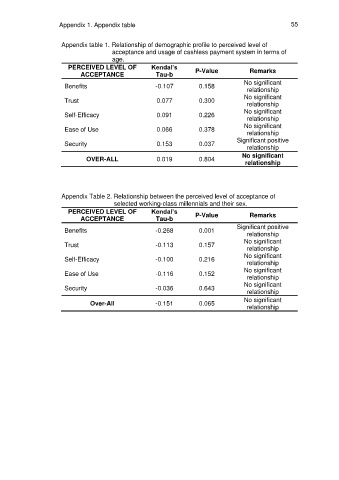 Appendix 1. Appendix table 55
Appendix table 1. Relationship of demographic profile to perceived level of
acceptance and usage of cashless payment system in terms of
age.
PERCEIVED LEVEL OF ACCEPTANCE Kendal's Tau-b P-Value Remarks
Benefits -0.107 0.158 No significant relationship
Trust 0.077 0.300 No significant relationship
Self-Efficacy 0.091 0.226 No significant relationship
Ease of Use 0.066 0.378 No significant relationship
Security 0.153 0.037 Significant positive relationship
OVER-ALL 0.019 0.804 No significant relationship
Appendix Table 2. Relationship between the perceived level of acceptance of
selected working-class millennials and their sex.
PERCEIVED LEVEL OF ACCEPTANCE Kendal's Tau-b P-Value Remarks
Benefits -0.268 0.001 Significant positive relationship
Trust -0.113 0.157 No significant relationship
Self-Efficacy -0.100 0.216 No significant relationship
Ease of Use -0.116 0.152 No significant relationship
Security -0.036 0.643 No significant relationship
Over-All -0.151 0.065 No significant relationship